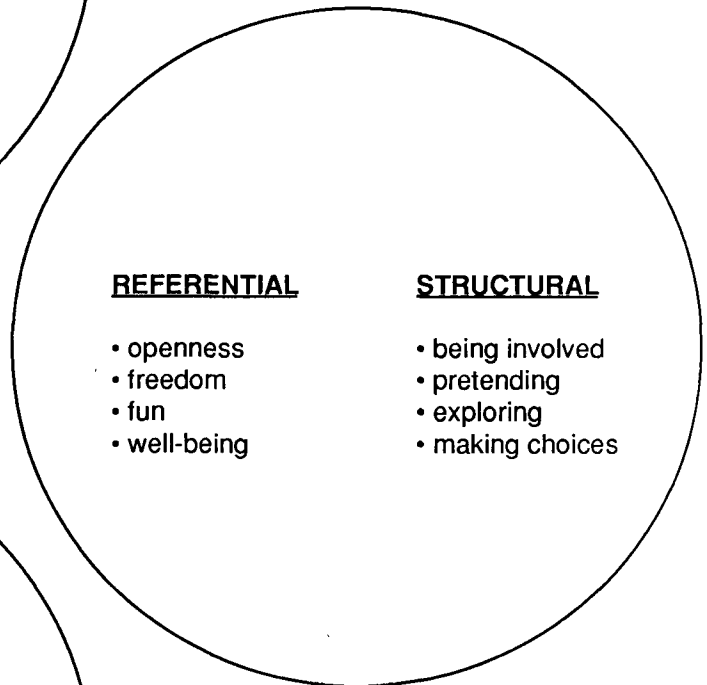 REFERENTIAL
• openness
• freedom
• fun
• well-being
STRUCTURAL
• being involved
• pretending
• exploring
• making choices